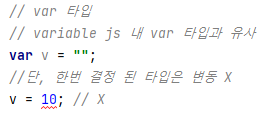 // var 타입
// variable js 내 var 타입과 유사
var v = "";
//단, 한번 결정 된 타입은 변동 X
v = 10; // X